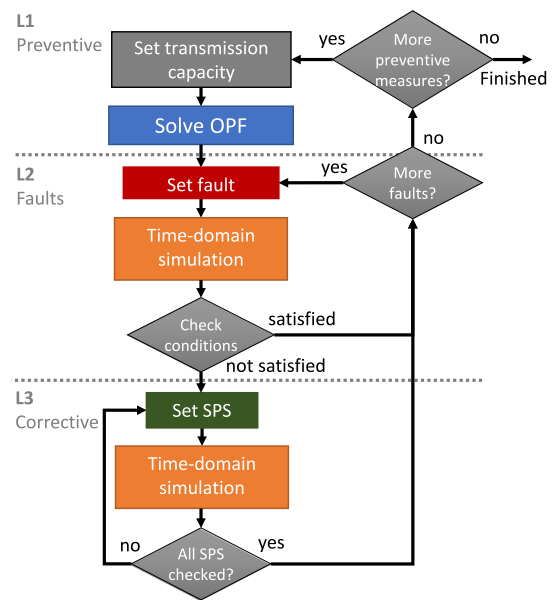 L1
Preventive
Set transmission
capacity
yes
More
preventive
measures?
no
Finished
Solve OPF
no
L2
Faults
Set fault
yes
More
faults?
Time-domain
simulation
Check
conditions
satisfied
not satisfied
L3
Corrective
Set SPS
Time-domain
simulation
no
All SPS
checked?
yes